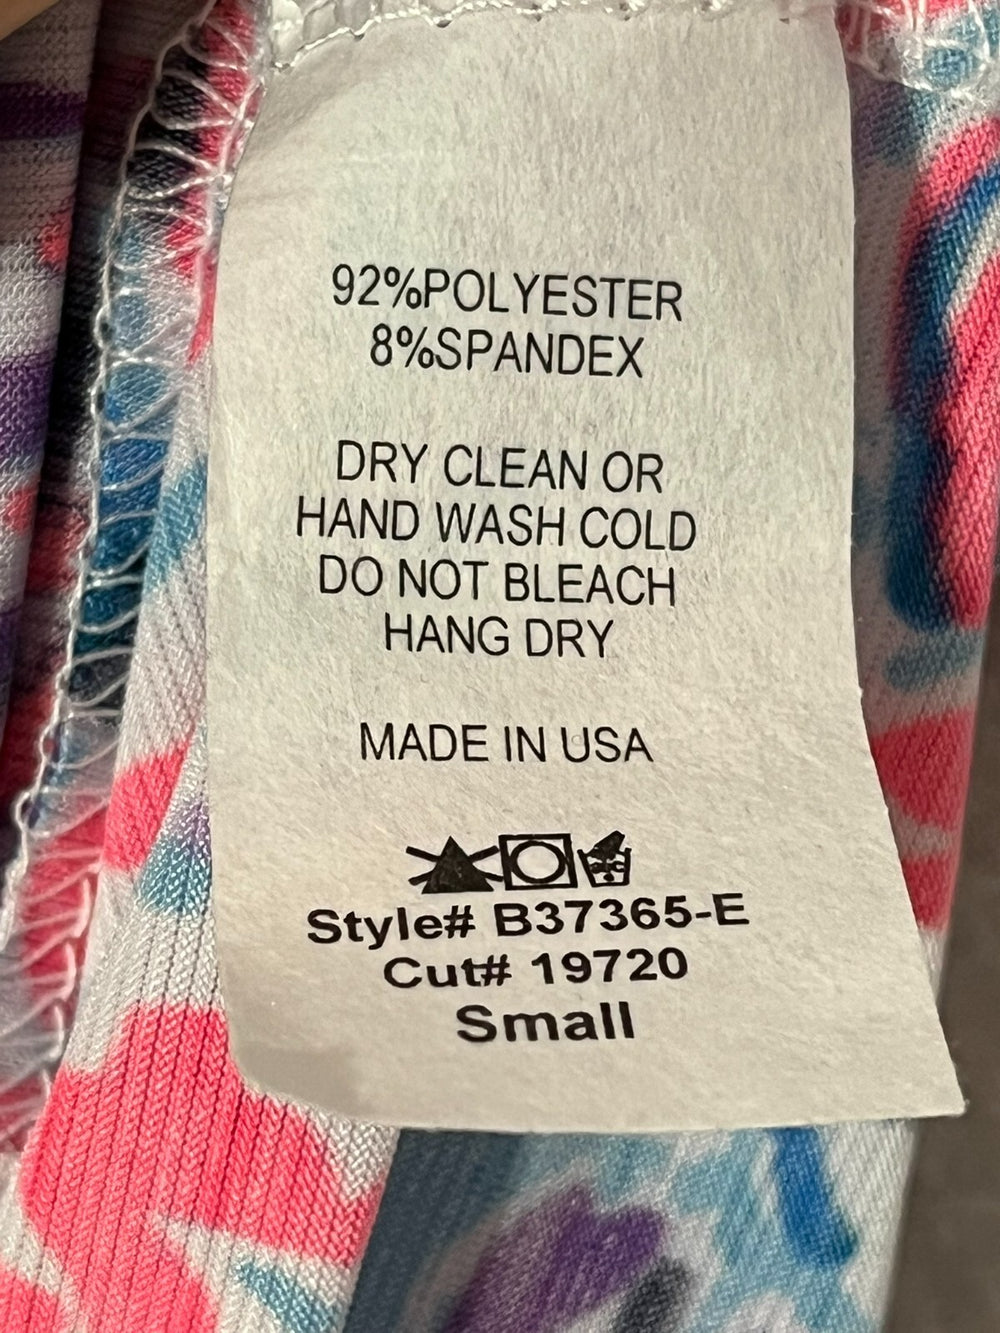 92%POLYESTER
8%SPANDEX
DRY CLEAN OR
HAND WASH COLD
DO NOT BLEACH
HANG DRY
MADE IN USA
Style# B37365-E
Cut# 19720
Small